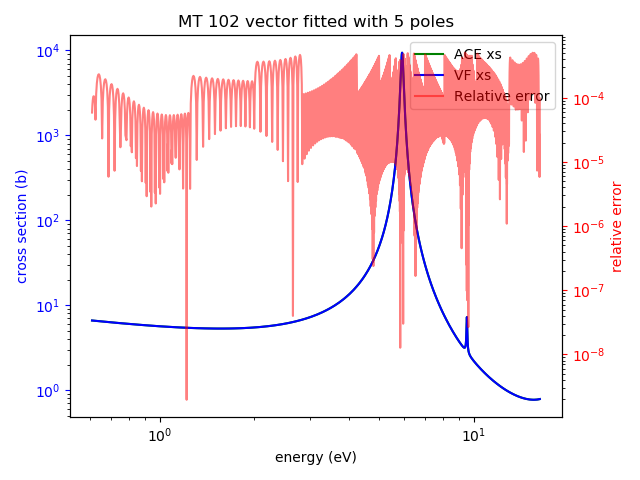 MT 102 vector fitted with 5 poles
ACE xs
VF xs
Relative error
10⁴
10³
10²
10¹
10⁰
cross section (b)
10⁻⁴
10⁻⁵
10⁻⁶
10⁻⁷
10⁻⁸
relative error
10⁰
10¹
energy (eV)